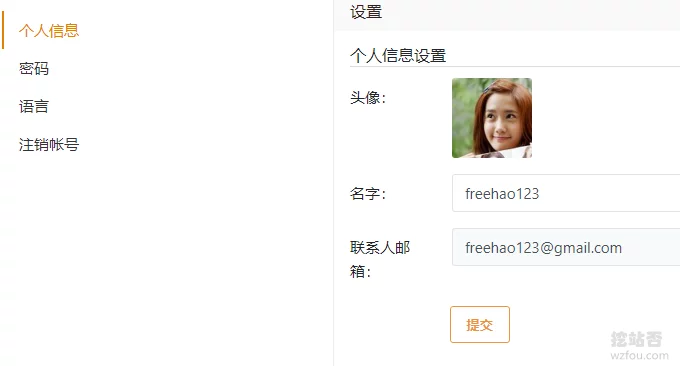 个人信息
密码
语言
注销帐号
设置
个人信息设置
头像：
名字：
freehao123
联系人邮
箱：
freehao123@gmail.com
提交
挖站否
wzfou.com